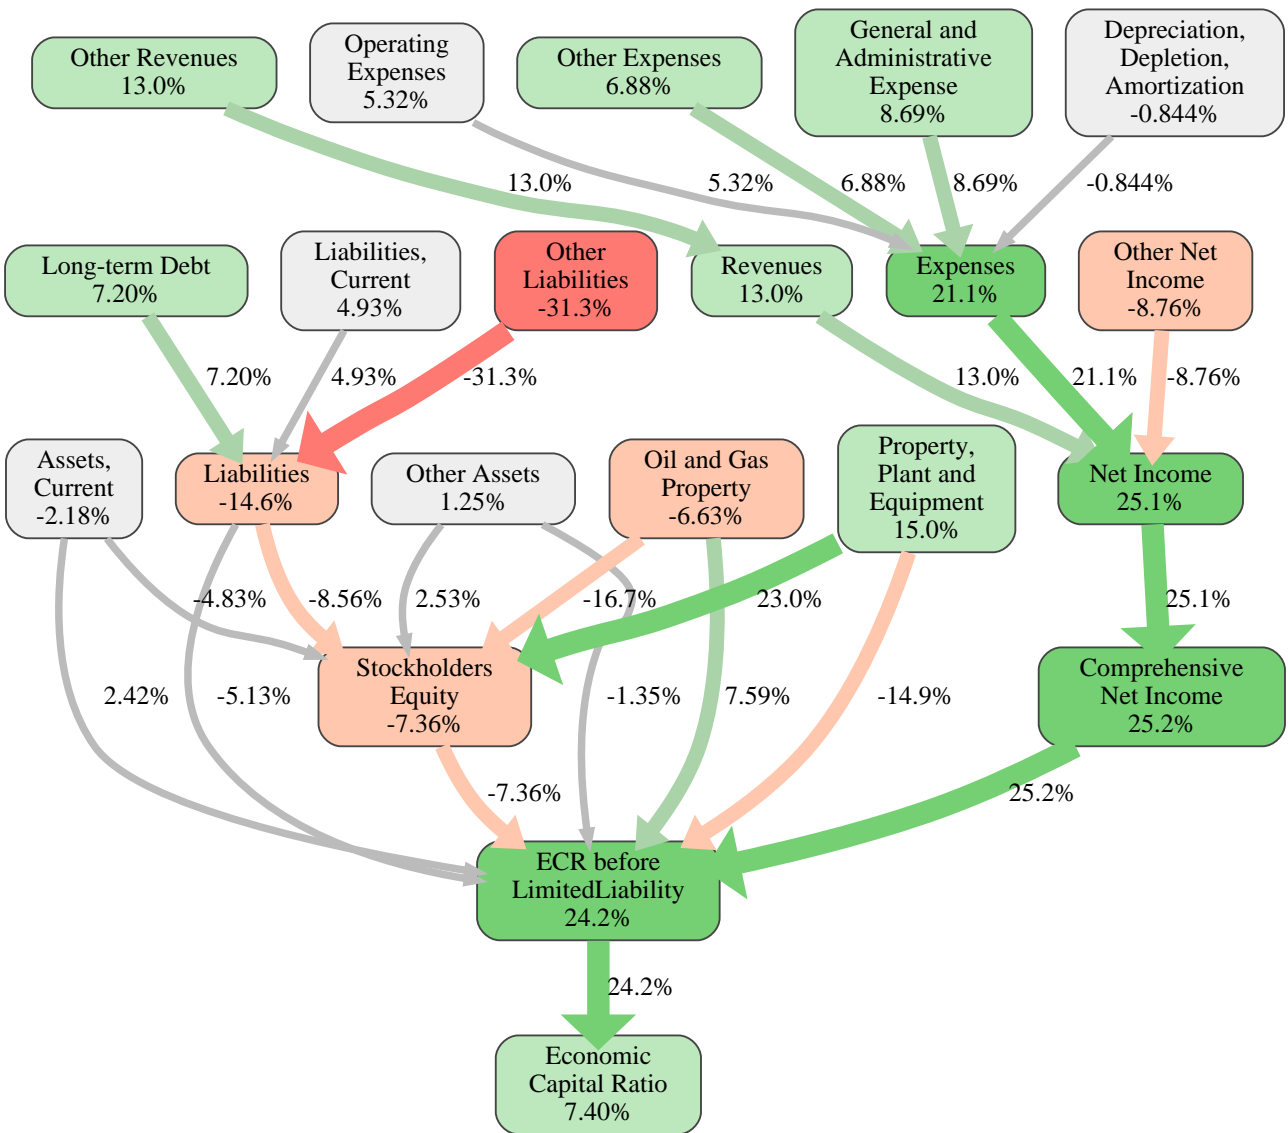 Other Revenues
13.0%
Operating
Expenses
5.32%
Other Expenses
6.88%
General and
Administrative
Expense
8.69%
Depreciation,
Depletion,
Amortization
-0.844%
13.0%
5.32%
6.88%
8.69%
-0.844%
Long-term Debt
7.20%
Liabilities,
Current
4.93%
Other
Liabilities
-31.3%
Revenues
13.0%
Expenses
21.1%
Other Net
Income
-8.76%
7.20%
4.93%
-31.3%
13.0%
21.1%
-8.76%
Assets,
Current
-2.18%
Liabilities
-14.6%
Other Assets
1.25%
Oil and Gas
Property
-6.63%
Property,
Plant and
Equipment
15.0%
Net Income
25.1%
-4.83%
-8.56%
2.53%
-16.7%
23.0%
25.1%
Stockholders
Equity
-7.36%
Comprehensive
Net Income
25.2%
2.42%
-5.13%
-1.35%
7.59%
-14.9%
-7.36%
25.2%
ECR before
LimitedLiability
24.2%
24.2%
Economic
Capital Ratio
7.40%